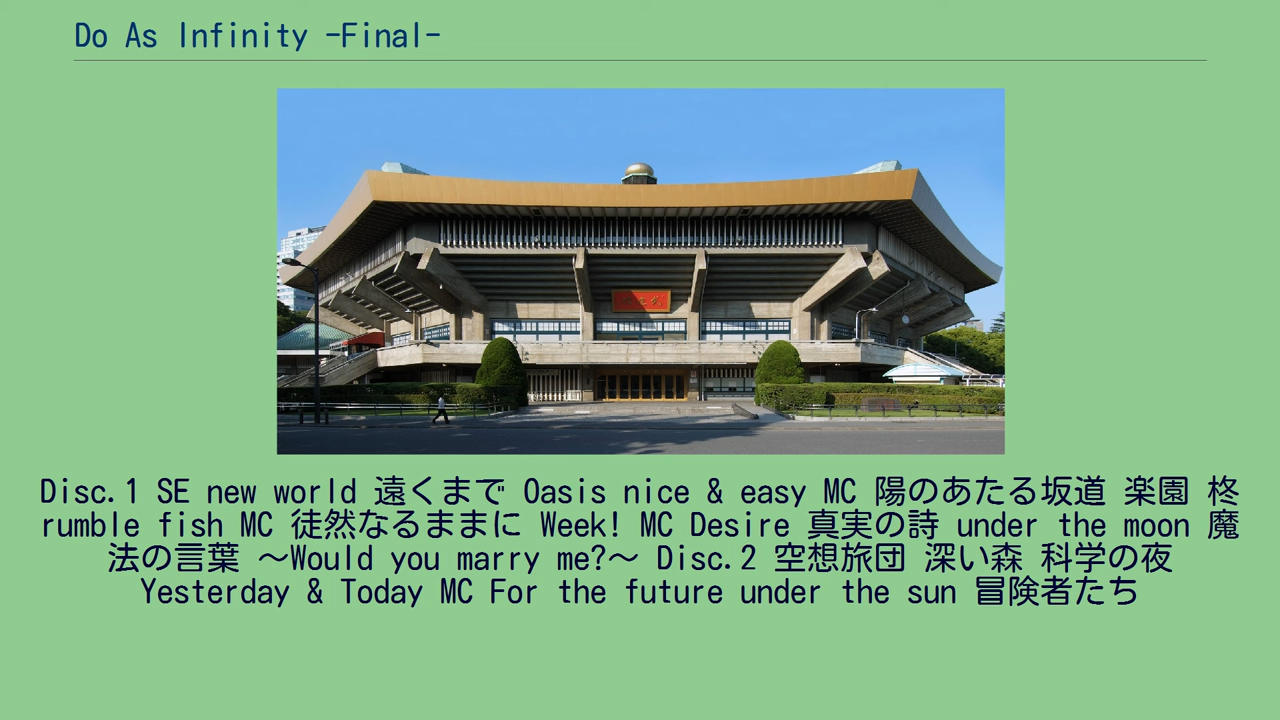 Do As Infinity -Final-
Disc.1 SE new world 遠くまで Oasis nice & easy MC 陽のあたる坂道 楽園 柊
rumble fish MC 徒然なるままに Week! MC Desire 真実の詩 under the moon 魔
法の言葉 〜Would you marry me?〜 Disc.2 空想旅団 深い森 科学の夜
Yesterday & Today MC For the future under the sun 冒険者たち